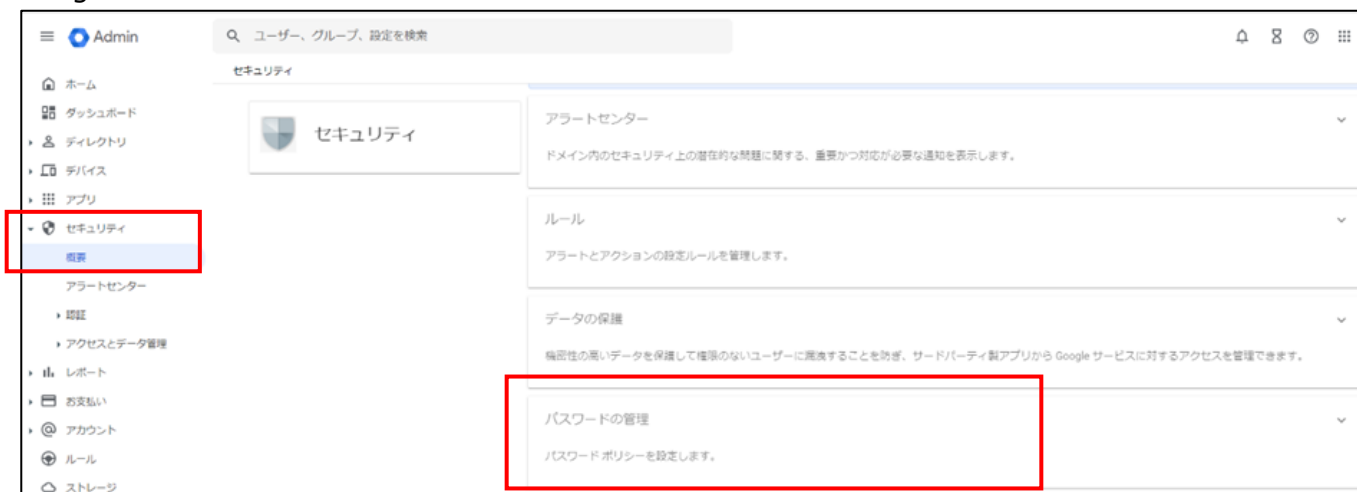 Admin
ユーザー、グループ、設定を検索
セキュリティ
ホーム
ダッシュボード
ディレクトリ
デバイス
アプリ
セキュリティ
概要
アラートセンター
認証
アクセスとデータ管理
レポート
お支払い
アカウント
ルール
ストレージ
セキュリティ
アラートセンター
ドメイン内のセキュリティ上の潜在的な問題に関する、重要かつ対応が必要な通知を表示します。
ルール
アラートとアクションの設定ルールを管理します。
データの保護
機密性の高いデータを保護して権限のないユーザーに漏洩することを防ぎ、サードパーティ製アプリから Google サービスに対するアクセスを管理できます。
パスワードの管理
パスワード ポリシーを設定します。